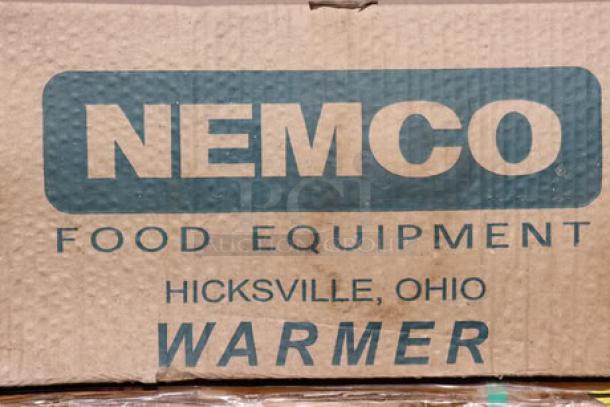 NEMCO
FOOD EQUIPMENT
HICKSVILLE, OHIO
WARMER